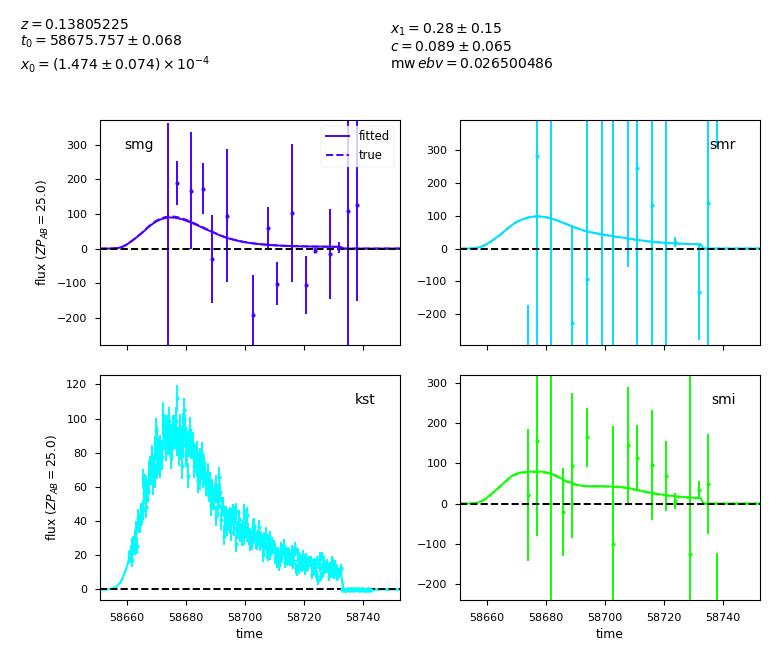 z = 0.13805225
t₀ = 58675.757 ± 0.068
x₀ = (1.474 ± 0.074) × 10⁻⁴
x₁ = 0.28 ± 0.15
c = 0.089 ± 0.065
mwebv = 0.026500486
smg
fitted
true
300
200
100
0
−100
−200
flux (ZP_AB = 25.0)
smr
300
200
100
0
−100
−200
kst
120
100
80
60
40
20
0
flux (ZP_AB = 25.0)
58660 58680 58700 58720 58740
time
smi
300
200
100
0
−100
−200
58660 58680 58700 58720 58740
time